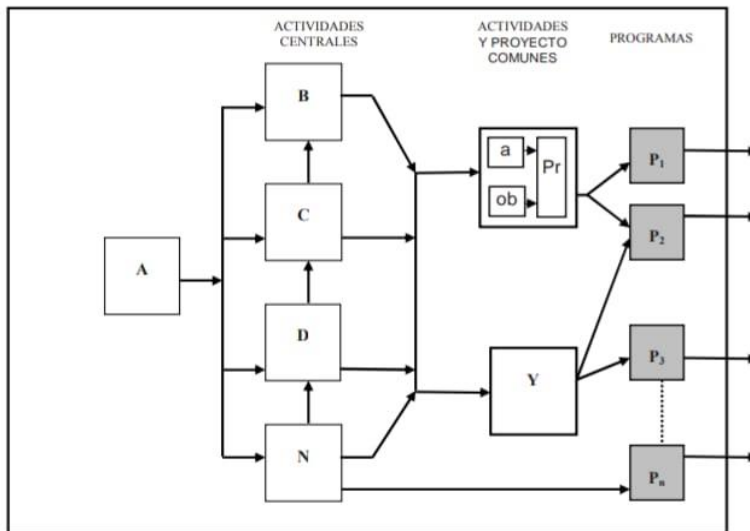 ACTIVIDADES
CENTRALES
ACTIVIDADES
Y PROYECTO
COMUNES
PROGRAMAS
B
a
Pr
ob
P₁
C
P₂
A
D
Y
P₃
N
Pₙ